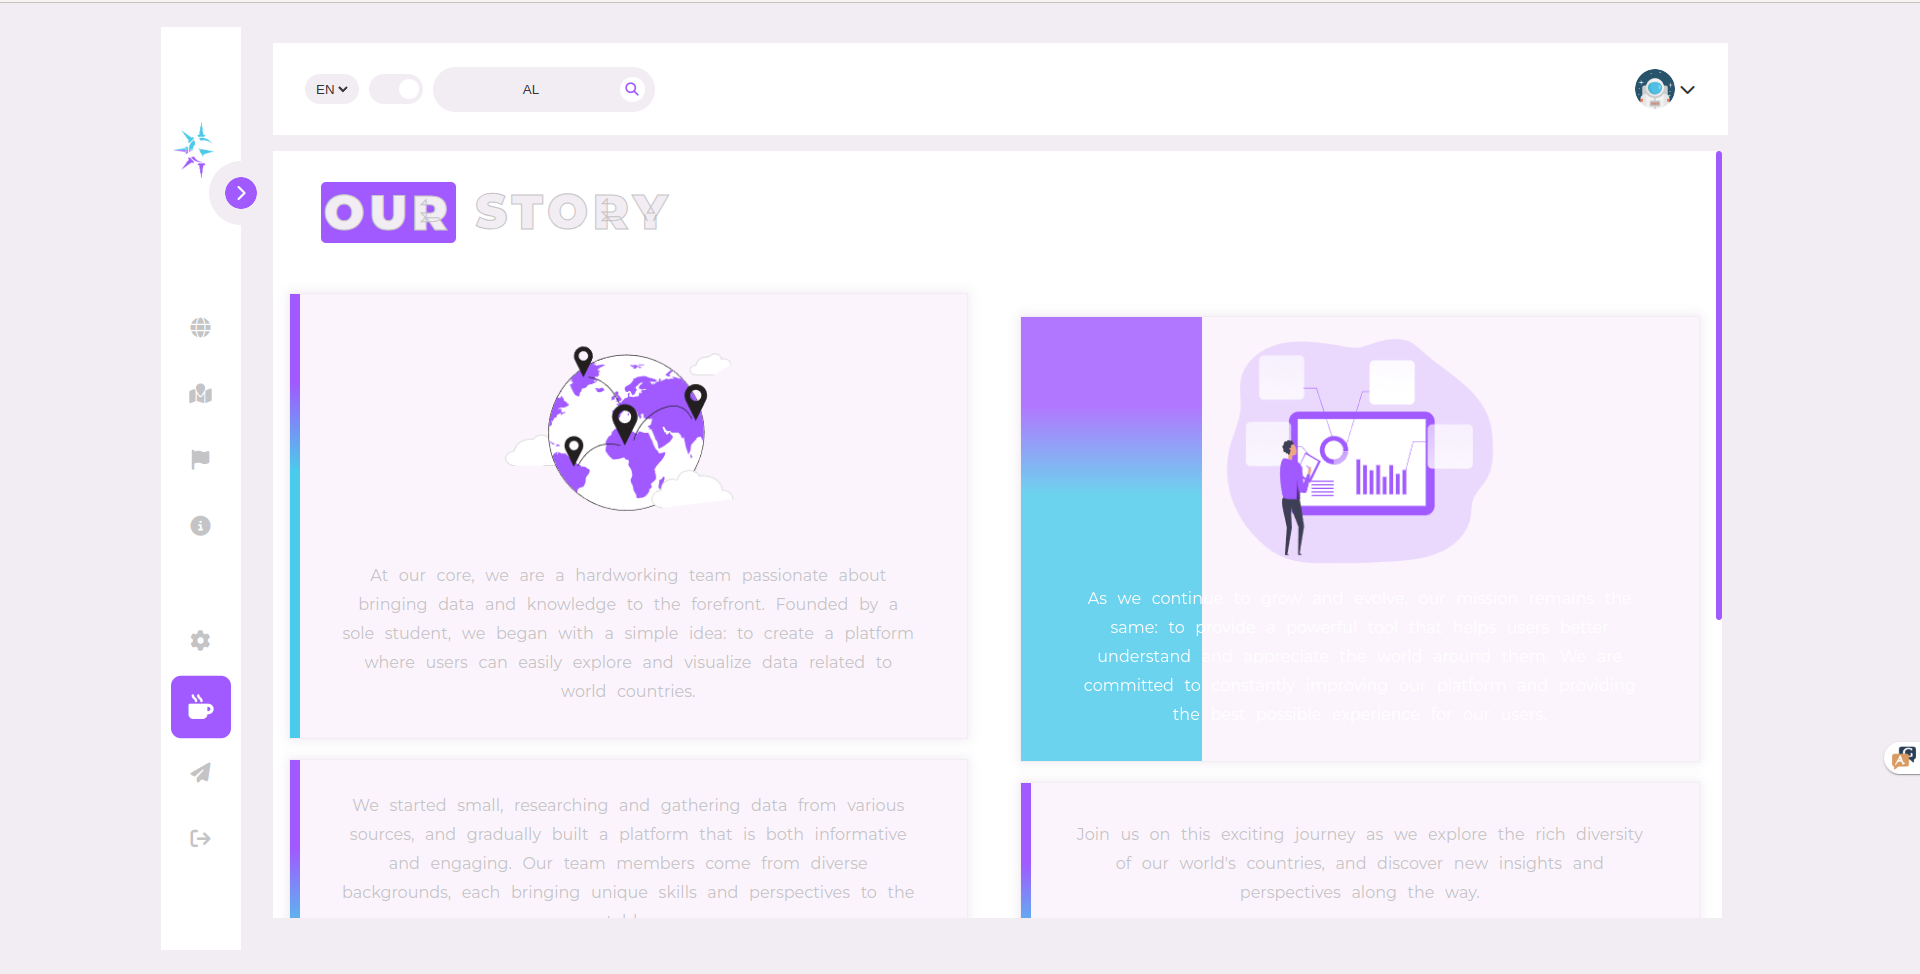 EN
AL
OUR STORY
At our core, we are a hardworking team passionate about
bringing data and knowledge to the forefront. Founded by a
sole student, we began with a simple idea: to create a platform
where users can easily explore and visualize data related to
world countries.
As we continue to grow and evolve, our mission remains the
same: to provide a powerful tool that helps users better
understand and appreciate the world around them. We are
committed to constantly improving our platform and providing
the best possible experience for our users.
We started small, researching and gathering data from various
sources, and gradually built a platform that is both informative
and engaging. Our team members come from diverse
backgrounds, each bringing unique skills and perspectives to the
Join us on this exciting journey as we explore the rich diversity
of our world's countries, and discover new insights and
perspectives along the way.